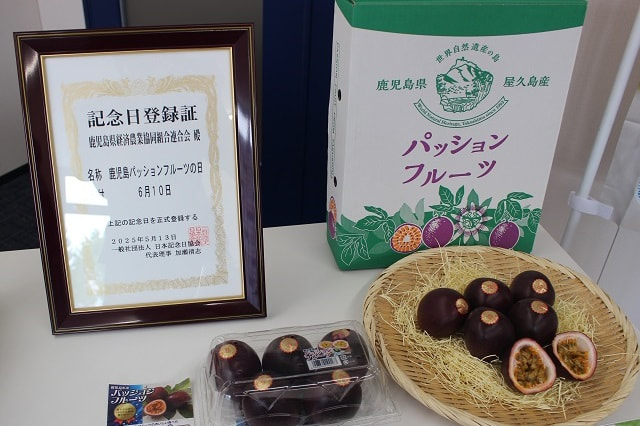 記念日登録証
鹿児島県経済農業協同組合連合会 殿
名称 鹿児島パッションフルーツの日
6月10日
上記の記念日を正式登録する
2025年5月13日
一般社団法人 日本記念日協会
代表理事 加瀬清志
世界自然遺産の島
鹿児島県
屋久島産
パッション
フルーツ
パッション
フルーツ